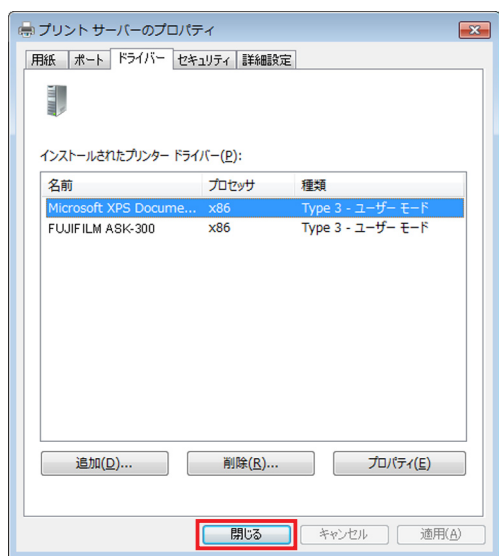 プリント サーバーのプロパティ
用紙 ポート ドライバー セキュリティ 詳細設定
インストールされたプリンター ドライバー(P):
名前 プロセッサ 種類
Microsoft XPS Docume... x86 Type 3 - ユーザー モード
FUJIFILM ASK-300 x86 Type 3 - ユーザー モード
追加(D)... 削除(R)... プロパティ(E)
閉じる キャンセル 適用(A)